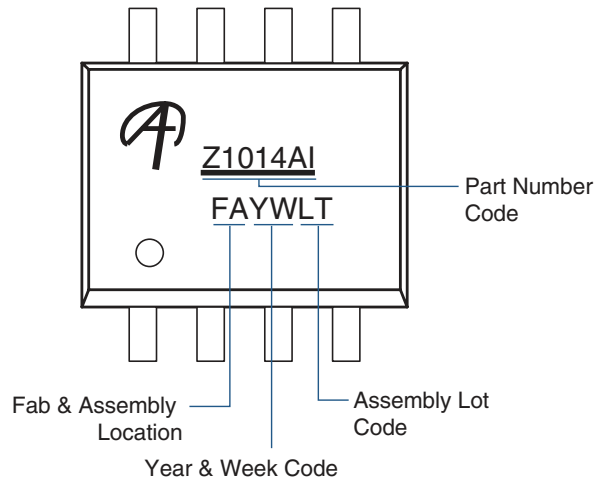 Z1014AI
FAYWLT
Part Number
Code
Fab & Assembly
Location
Assembly Lot
Code
Year & Week Code